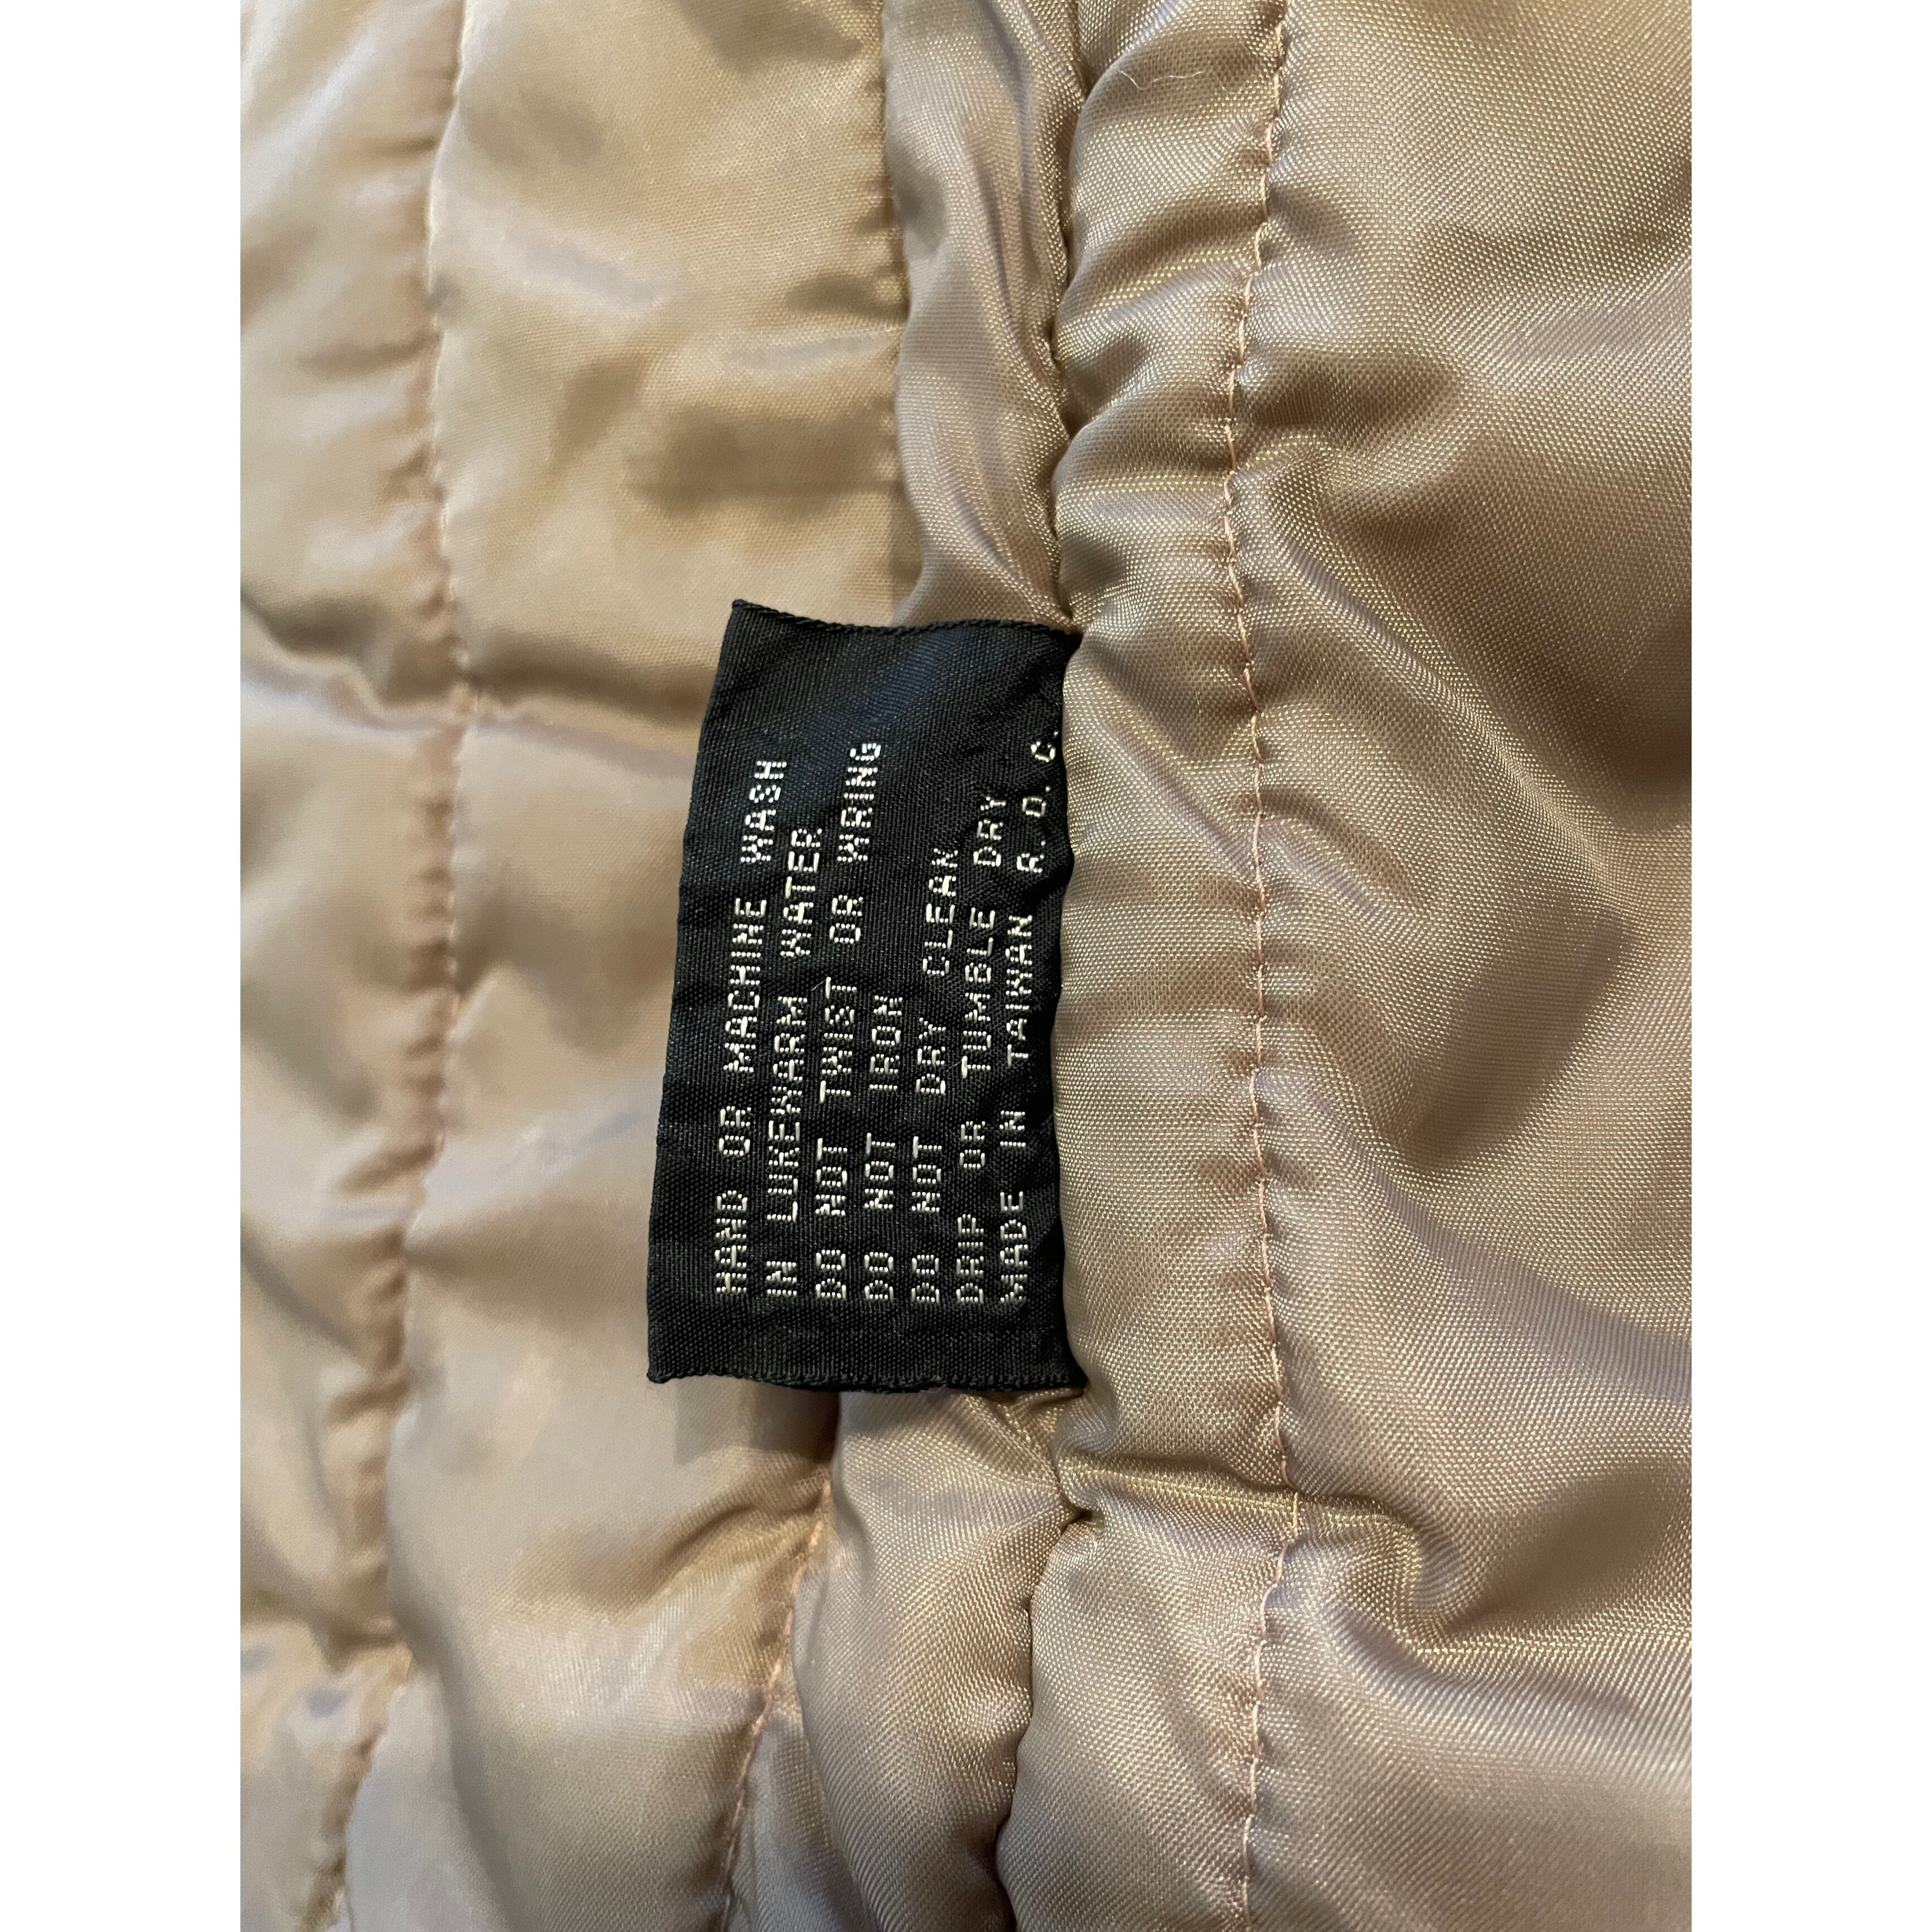 HAND OR MACHINE WASH
IN LUKEWARM WATER
DO NOT TWIST OR WRING
DO NOT IRON
DO NOT DRY CLEAN
DRIP OR TUMBLE DRY
MADE IN TAIWAN R.O.C.